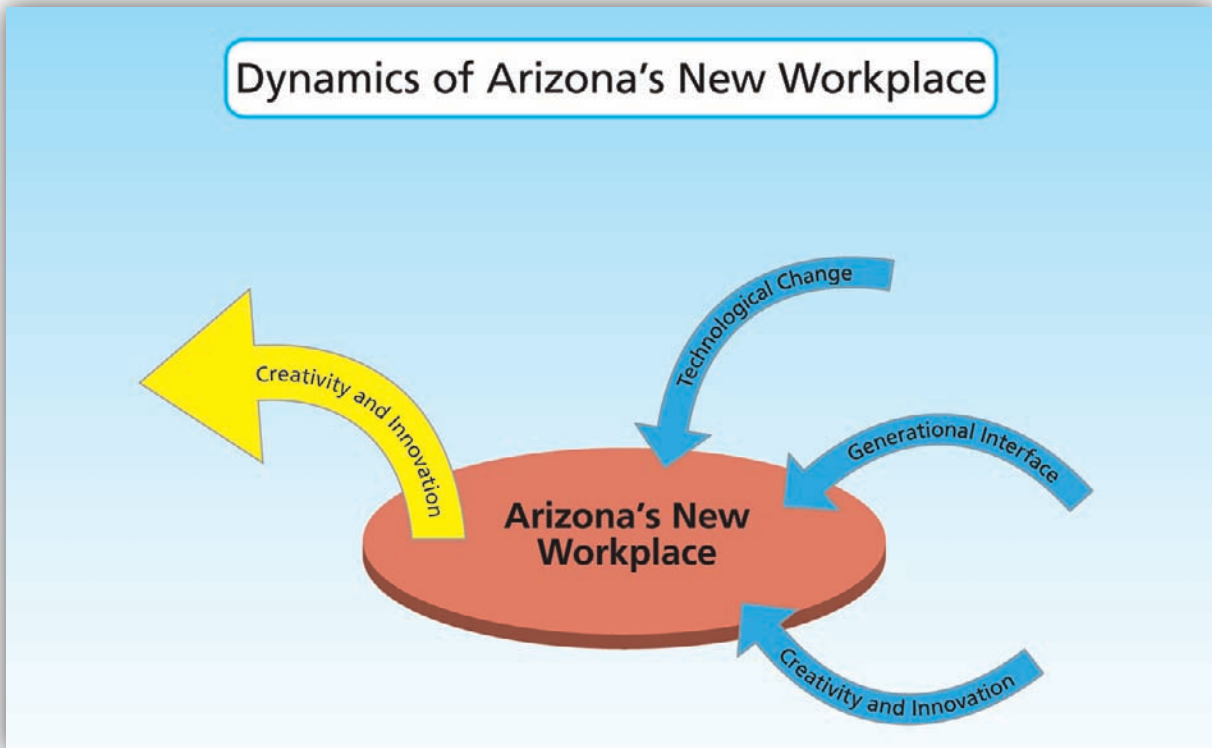 Dynamics of Arizona's New Workplace
Technological Change
Creativity and Innovation
Generational Interface
Arizona's New
Workplace
Creativity and Innovation